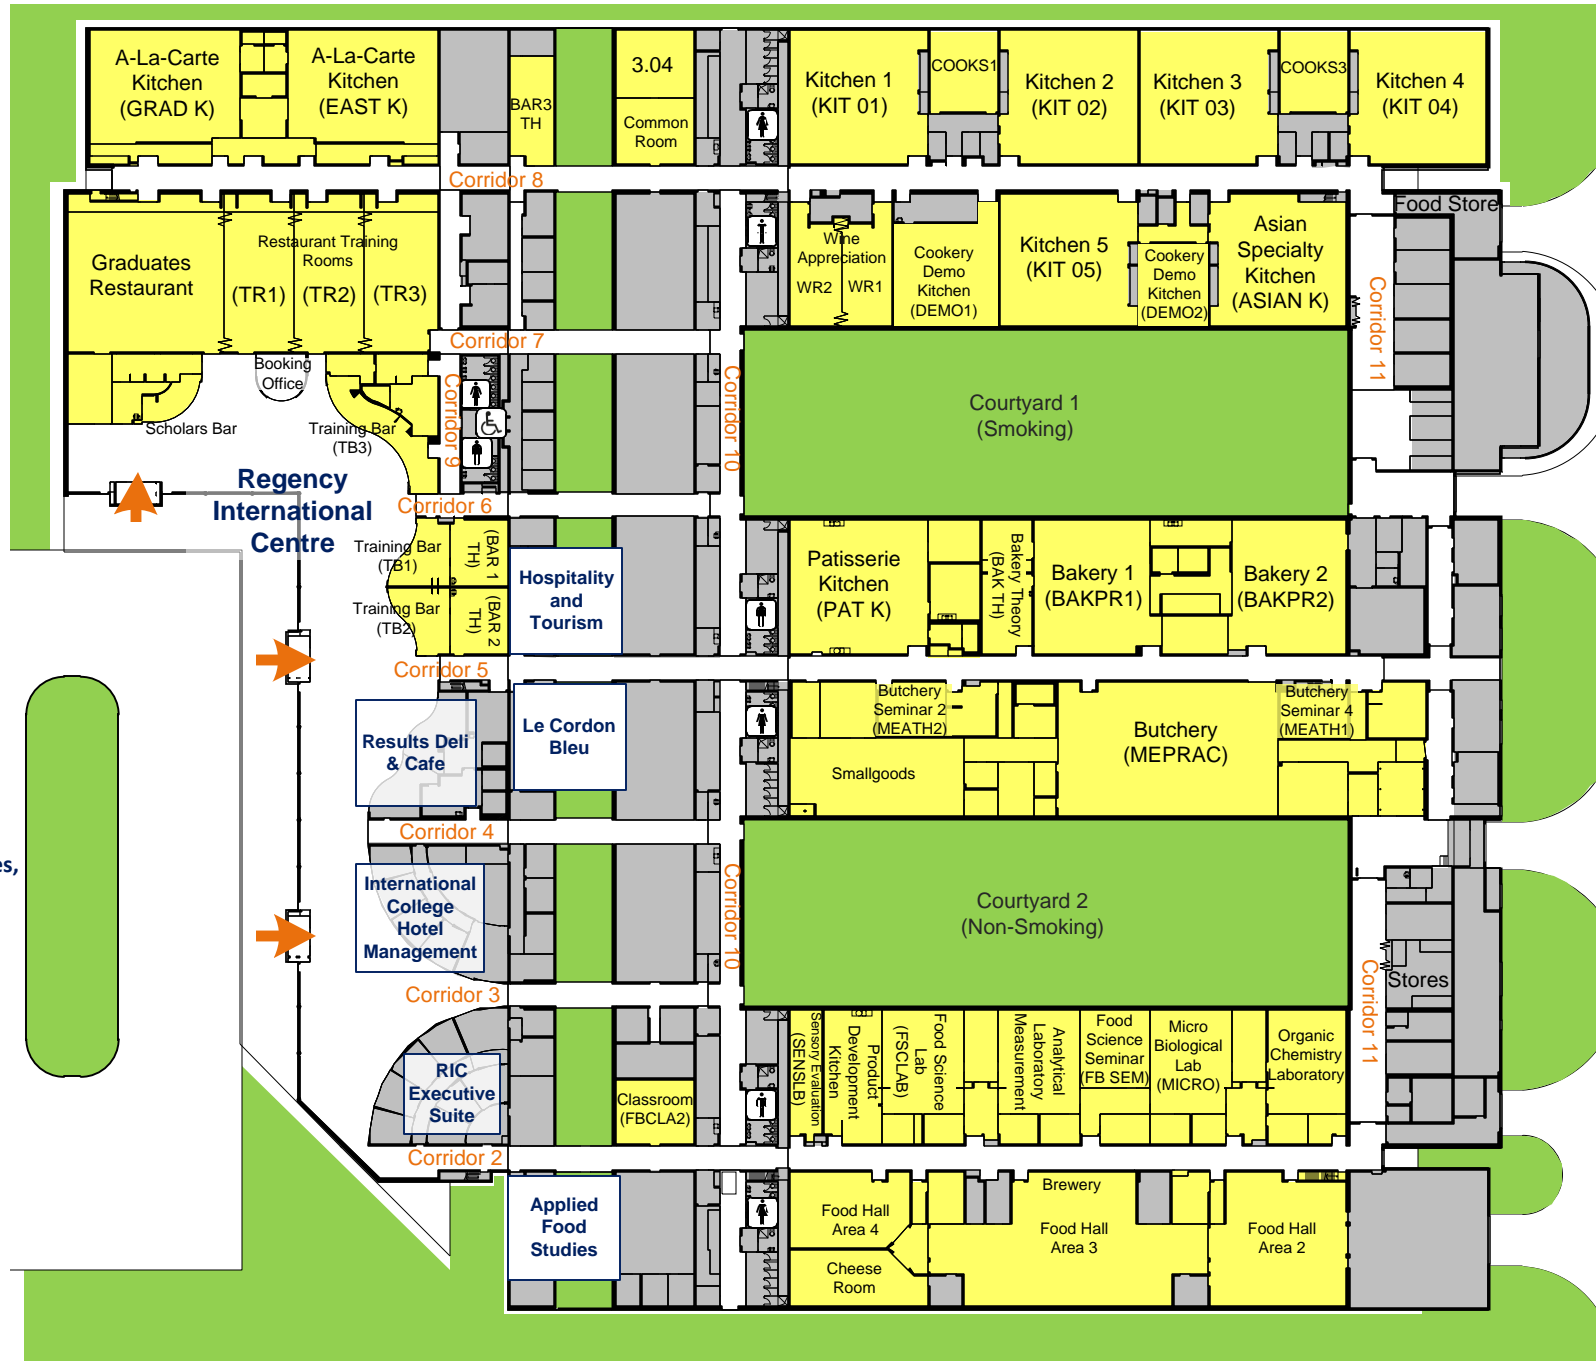 A-La-Carte
Kitchen
(GRAD K)
A-La-Carte
Kitchen
(EAST K)
BAR3
TH
3.04
Common
Room
Kitchen 1
(KIT 01)
COOKS1
Kitchen 2
(KIT 02)
Kitchen 3
(KIT 03)
COOKS3
Kitchen 4
(KIT 04)
Corridor 8
Graduates
Restaurant
Restaurant Training
Rooms
(TR1)
(TR2)
(TR3)
Wine
Appreciation
WR2
WR1
Cookery
Demo
Kitchen
(DEMO1)
Kitchen 5
(KIT 05)
Cookery
Demo
Kitchen
(DEMO2)
Asian
Specialty
Kitchen
(ASIAN K)
Food Store
Corridor 11
Corridor 7
Booking
Office
Scholars Bar
Training Bar
(TB3)
Corridor 9
Corridor 10
Courtyard 1
(Smoking)
Regency
International
Centre
Corridor 6
Training Bar
(TB1)
(BAR 1
TH)
Training Bar
(TB2)
(BAR 2
TH)
Hospitality
and
Tourism
Patisserie
Kitchen
(PAT K)
Bakery Theory
(BAK TH)
Bakery 1
(BAKPR1)
Bakery 2
(BAKPR2)
Corridor 5
Results Deli
& Cafe
Le Cordon
Bleu
Butchery
Seminar 2
(MEATH2)
Smallgoods
Butchery
(MEPRAC)
Butchery
Seminar 4
(MEATH1)
Corridor 4
es,
International
College
Hotel
Management
Corridor 10
Courtyard 2
(Non-Smoking)
Corridor 11
Stores
Corridor 3
RIC
Executive
Suite
Classroom
(FBCLA2)
Sensory Evaluation
(SENSLB)
Product
Development
Kitchen
Food Science
Lab
(FSCLAB)
Analytical
Laboratory
Measurement
Food
Science
Seminar
(FB SEM)
Micro
Biological
Lab
(MICRO)
Organic
Chemistry
Laboratory
Corridor 2
Applied
Food
Studies
Food Hall
Area 4
Cheese
Room
Brewery
Food Hall
Area 3
Food Hall
Area 2